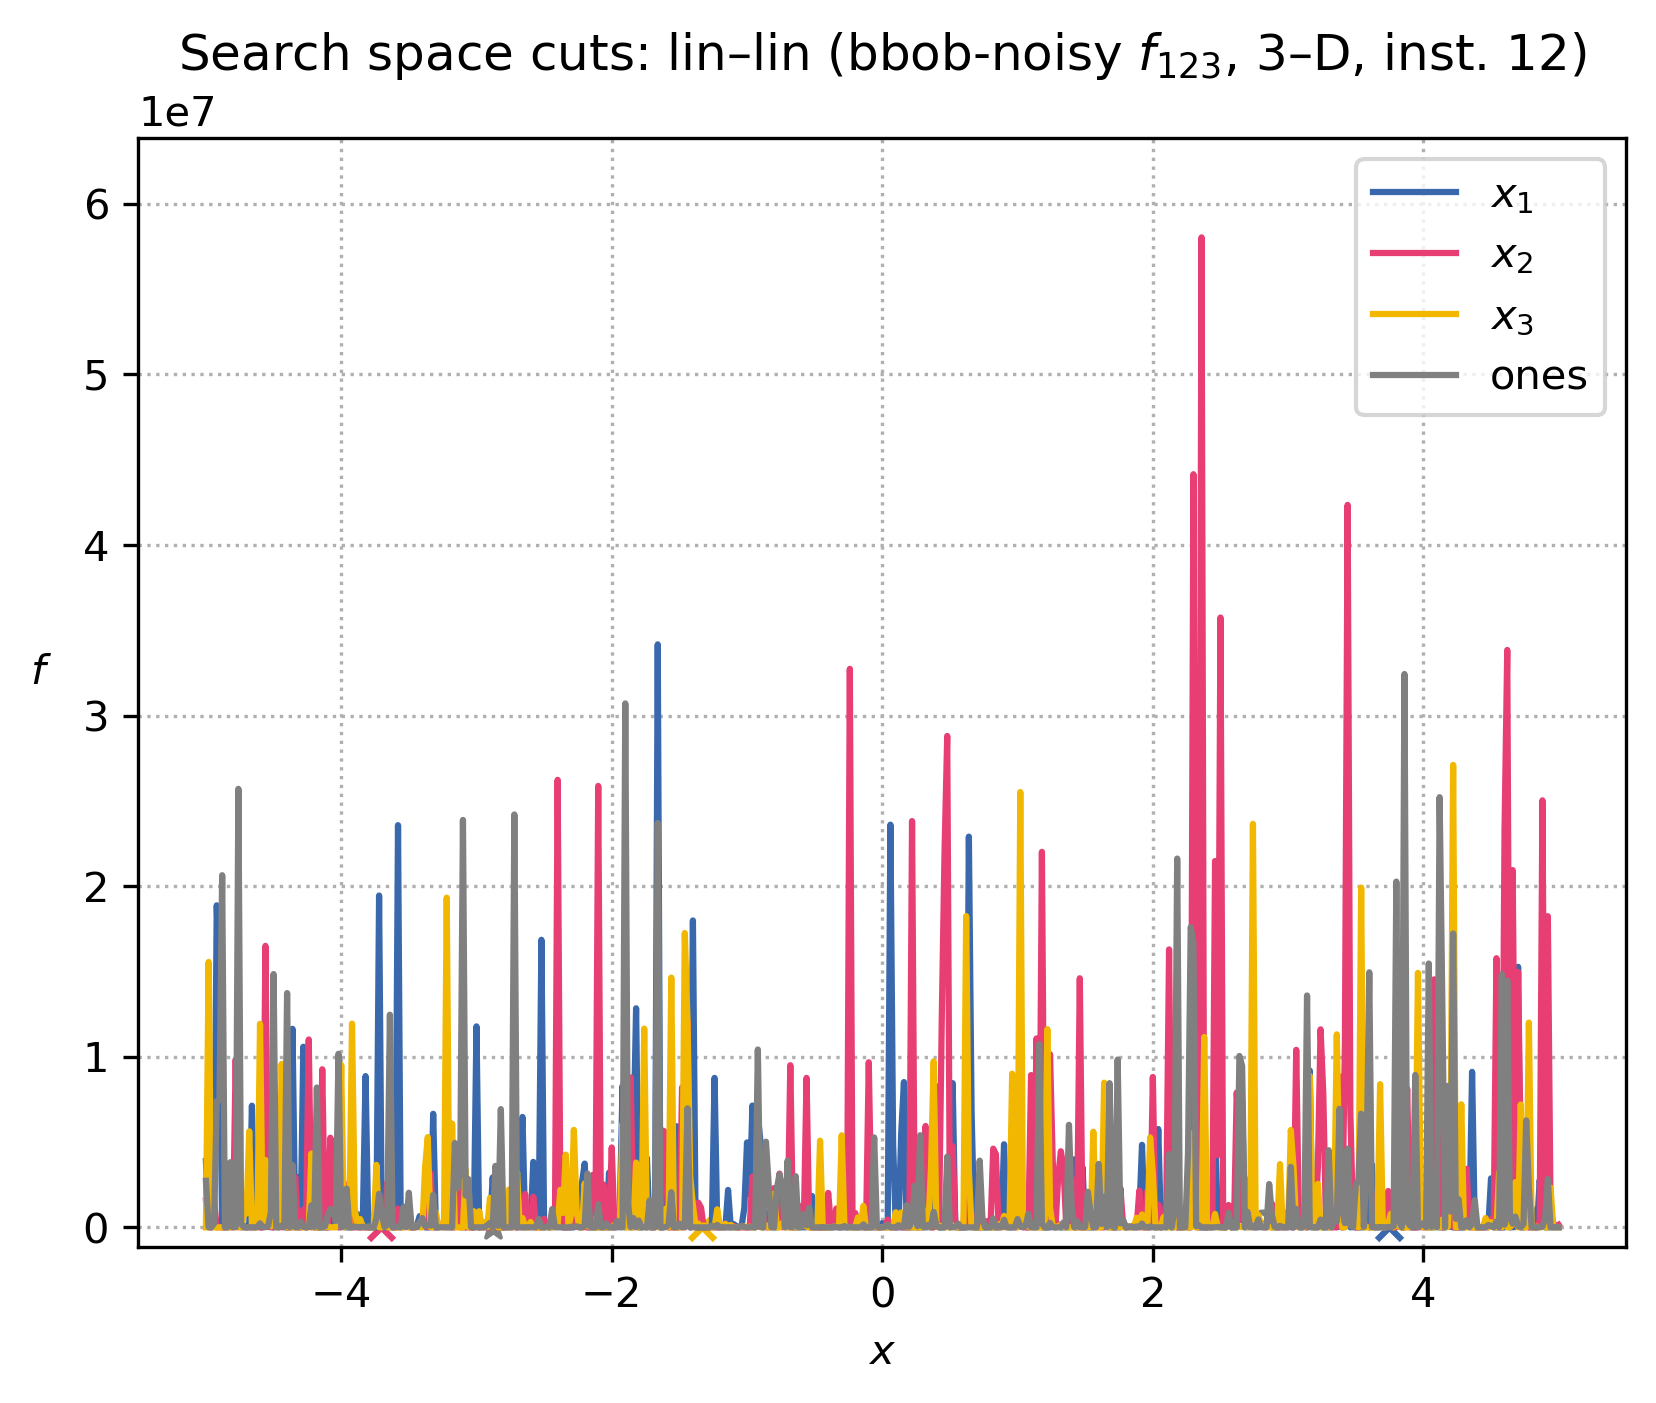 Search space cuts: lin–lin (bbob-noisy f₁₂₃, 3–D, inst. 12)
1e7
6
5
4
3
2
1
0
f
−4
−2
0
2
4
x
x₁
x₂
x₃
ones